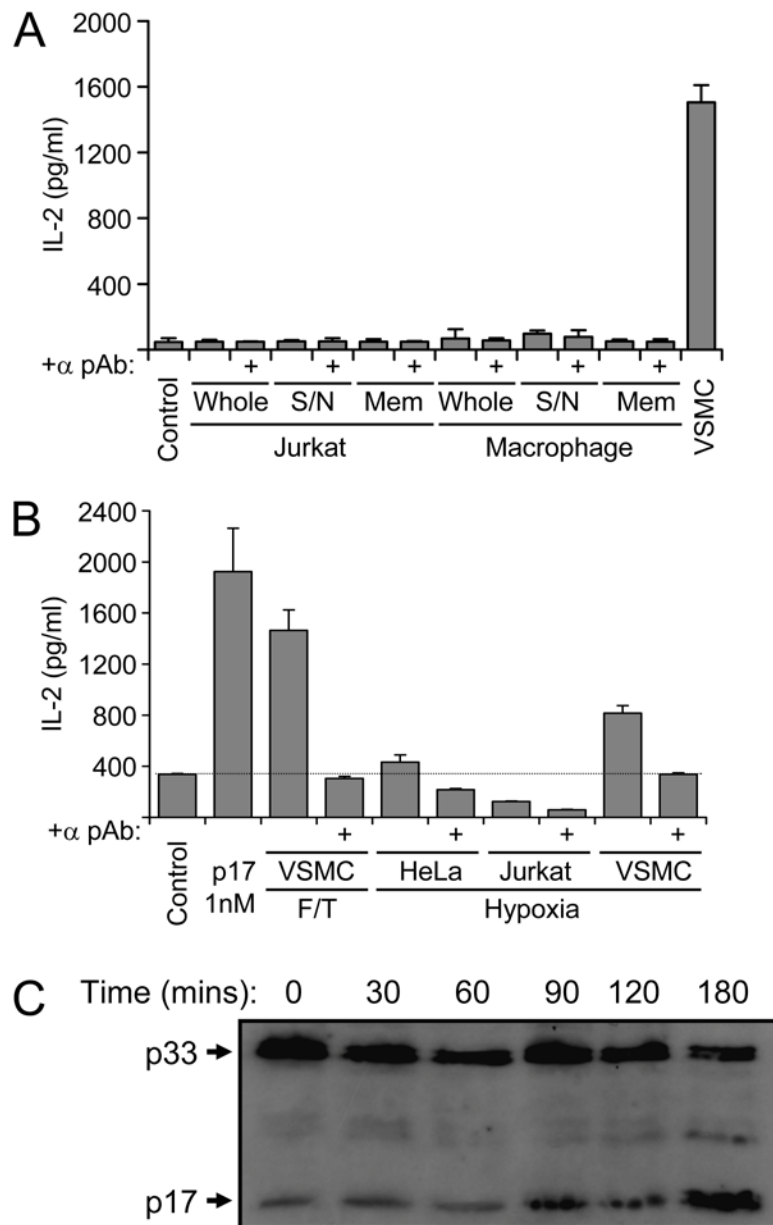 A
IL-2 (pg/ml)
2000
1600
1200
800
400
+α pAb: + + + + + +
Control Whole S/N Mem Whole S/N Mem VSMC
Jurkat Macrophage
B
IL-2 (pg/ml)
2400
2000
1600
1200
800
400
+α pAb: + + + +
Control p17 1nM VSMC HeLa Jurkat VSMC
F/T Hypoxia
C Time (mins): 0 30 60 90 120 180
p33
p17